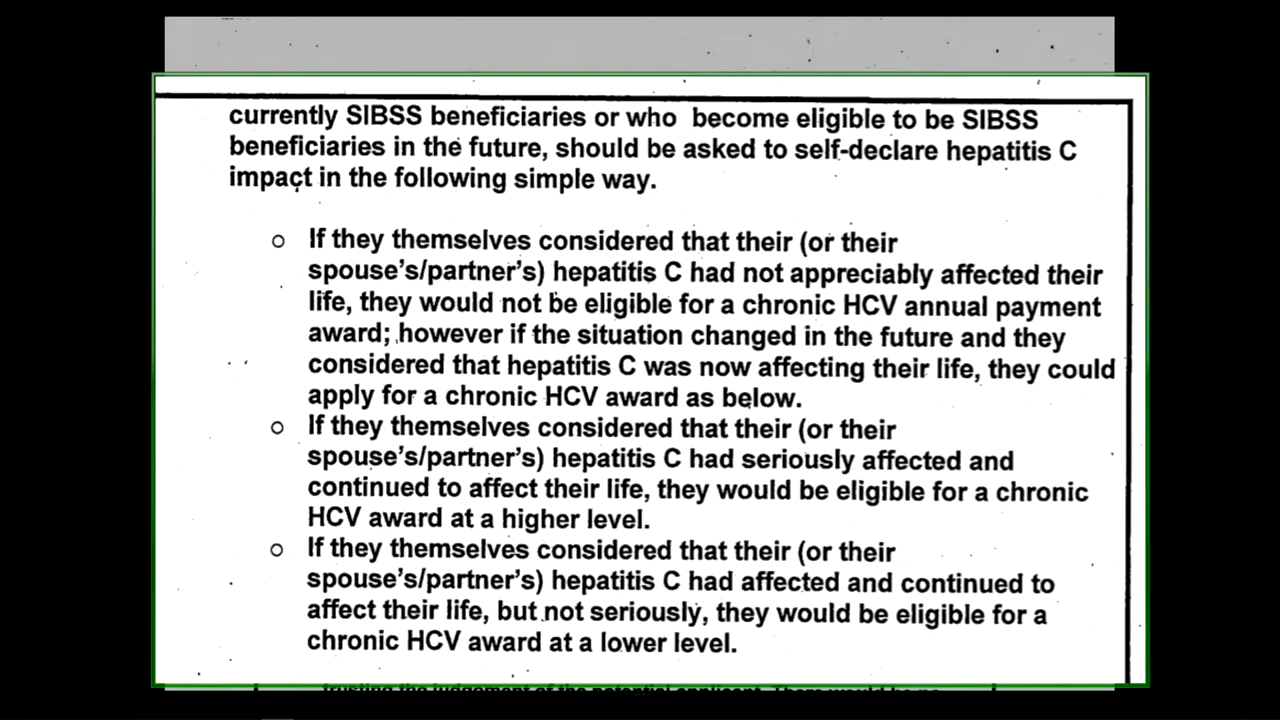 currently SIBSS beneficiaries or who become eligible to be SIBSS
beneficiaries in the future, should be asked to self-declare hepatitis C
impact in the following simple way.
o If they themselves considered that their (or their
spouse's/partner's) hepatitis C had not appreciably affected their
life, they would not be eligible for a chronic HCV annual payment
award; however if the situation changed in the future and they
considered that hepatitis C was now affecting their life, they could
apply for a chronic HCV award as below.
o If they themselves considered that their (or their
spouse's/partner's) hepatitis C had seriously affected and
continued to affect their life, they would be eligible for a chronic
HCV award at a higher level.
o If they themselves considered that their (or their
spouse's/partner's) hepatitis C had affected and continued to
affect their life, but not seriously, they would be eligible for a
chronic HCV award at a lower level.